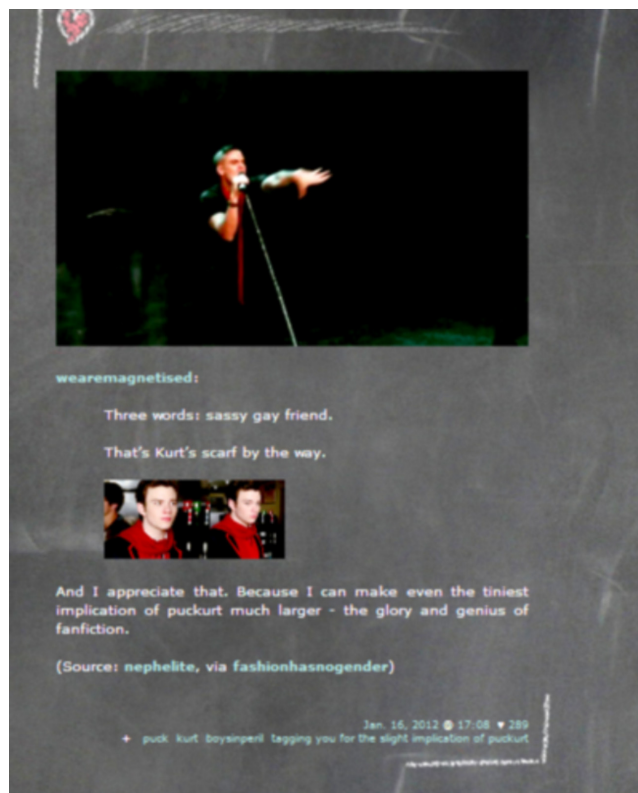 wearemagnetised:
Three words: sassy gay friend.
That's Kurt's scarf by the way.
And I appreciate that. Because I can make even the tiniest
implication of puckurt much larger - the glory and genius of
fanfiction.
(Source: nephelite, via fashionhasnogender)
Jan. 16, 2012 @ 17:08 ♥ 289
+ puck kurt boysinperil tagging you for the slight implication of puckurt